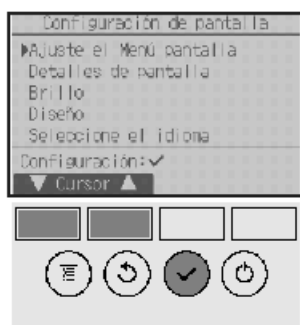 Configuración de pantalla
▶Ajuste el Menú pantalla
Detalles de pantalla
Brillo
Diseño
Seleccione el idioma
Configuración:✓
▼ Cursor ▲